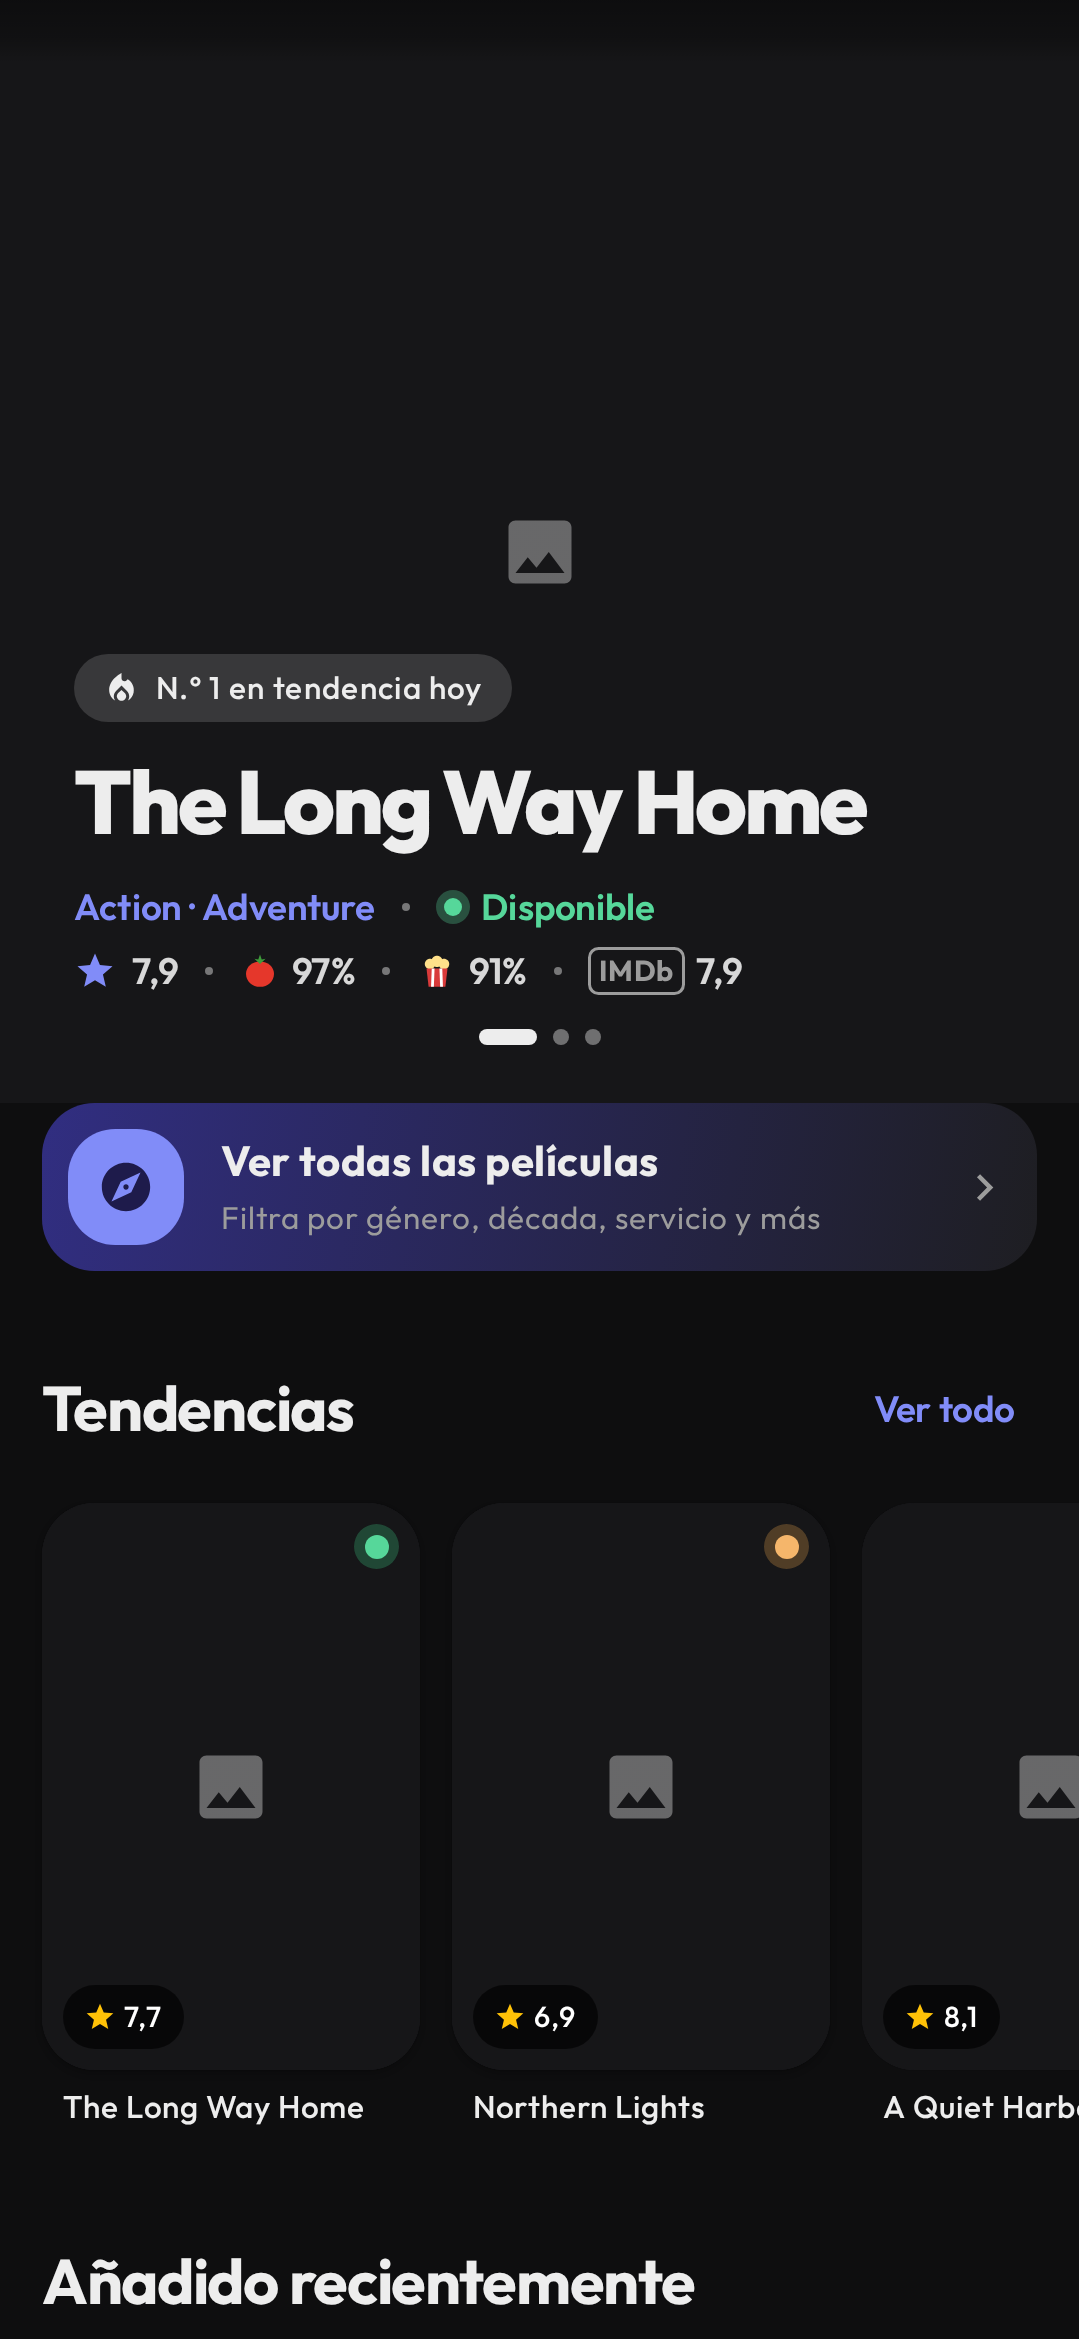 N.º 1 en tendencia hoy
The Long Way Home
Action · Adventure • Disponible
7,9 • 97% • 91% • IMDb 7,9
Ver todas las películas
Filtra por género, década, servicio y más
Tendencias
Ver todo
7,7
6,9
8,1
The Long Way Home
Northern Lights
A Quiet
Añadido recientemente